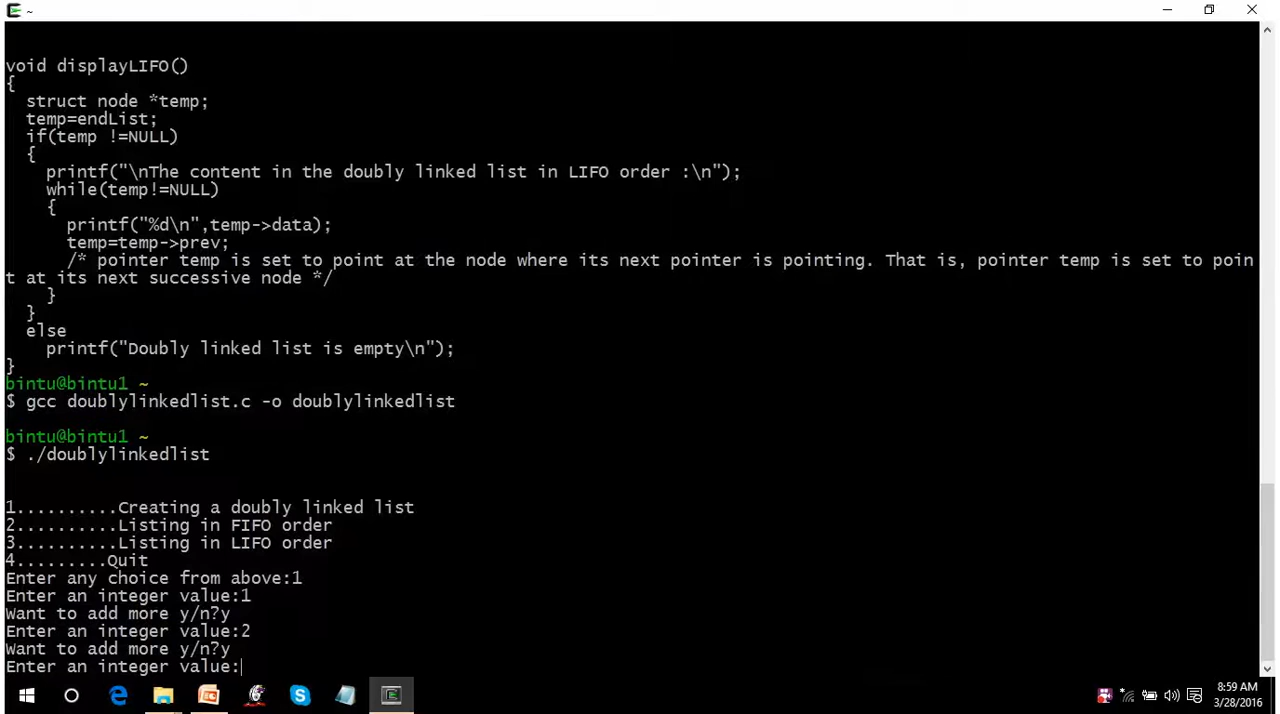 ~
void displayLIFO()
{
struct node *temp;
temp=endList;
if(temp !=NULL)
{
printf("\nThe content in the doubly linked list in LIFO order :\n");
while(temp!=NULL)
{
printf("%d\n",temp->data);
temp=temp->prev;
/* pointer temp is set to point at the node where its next pointer is pointing. That is, pointer temp is set to poin
t at its next successive node */
}
}
else
printf("Doubly linked list is empty\n");
}
bintu@bintu1 ~
$ gcc doublylinkedlist.c -o doublylinkedlist
bintu@bintu1 ~
$ ./doublylinkedlist
1..........Creating a doubly linked list
2..........Listing in FIFO order
3..........Listing in LIFO order
4.........Quit
Enter any choice from above:1
Enter an integer value:1
Want to add more y/n?y
Enter an integer value:2
Want to add more y/n?y
Enter an integer value:
8:59 AM
3/28/2016